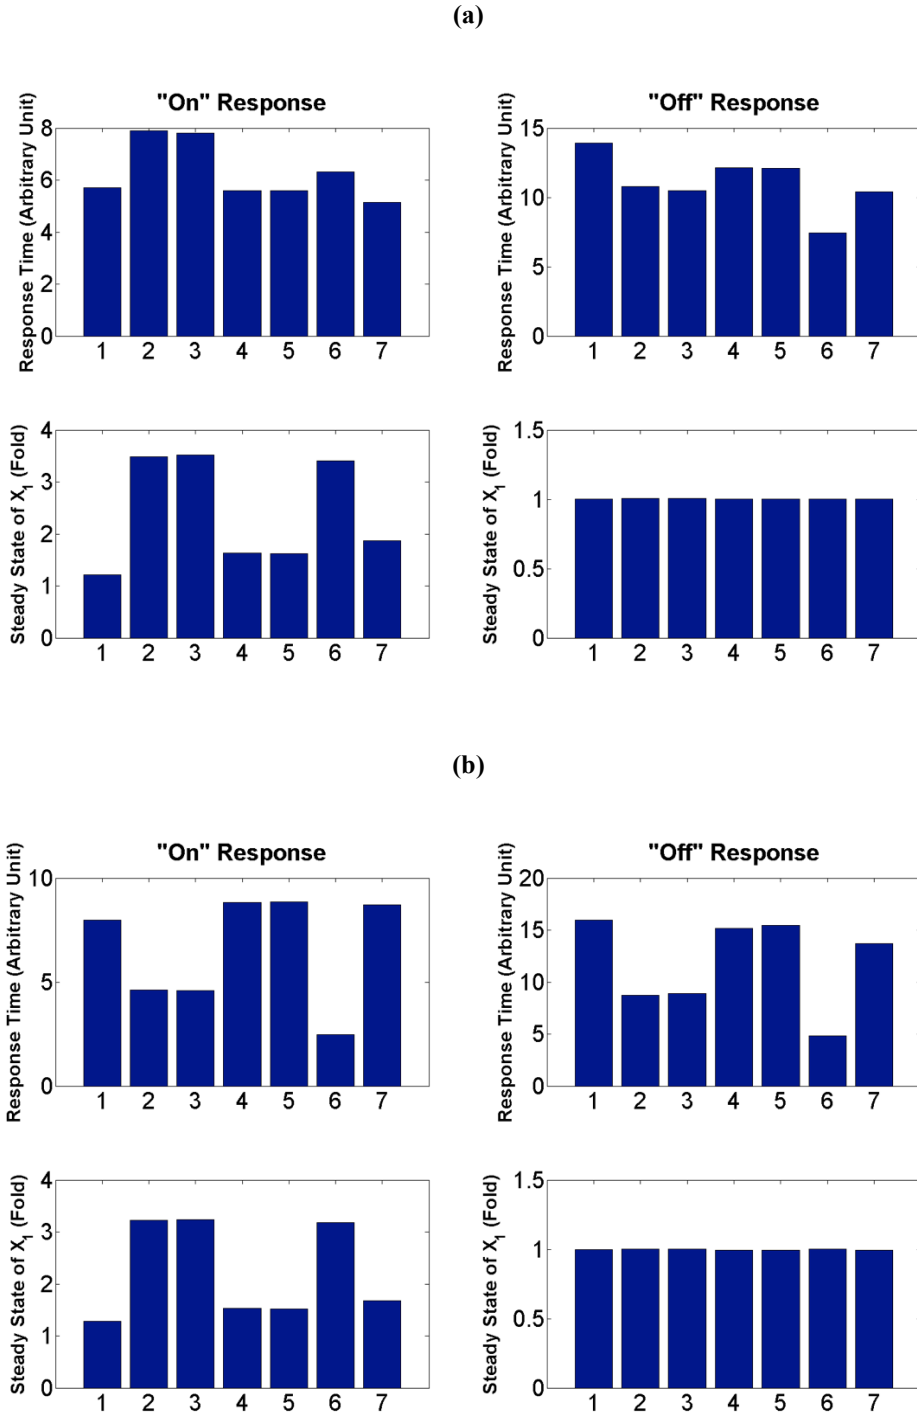 (a)
"On" Response
Response Time (Arbitrary Unit)
8
6
4
2
0
1 2 3 4 5 6 7
"Off" Response
Response Time (Arbitrary Unit)
15
10
5
0
1 2 3 4 5 6 7
Steady State of X1 (Fold)
4
3
2
1
0
1 2 3 4 5 6 7
Steady State of X1 (Fold)
1.5
1
0.5
0
1 2 3 4 5 6 7
(b)
"On" Response
Response Time (Arbitrary Unit)
10
5
0
1 2 3 4 5 6 7
"Off" Response
Response Time (Arbitrary Unit)
20
15
10
5
0
1 2 3 4 5 6 7
Steady State of X1 (Fold)
4
3
2
1
0
1 2 3 4 5 6 7
Steady State of X1 (Fold)
1.5
1
0.5
0
1 2 3 4 5 6 7